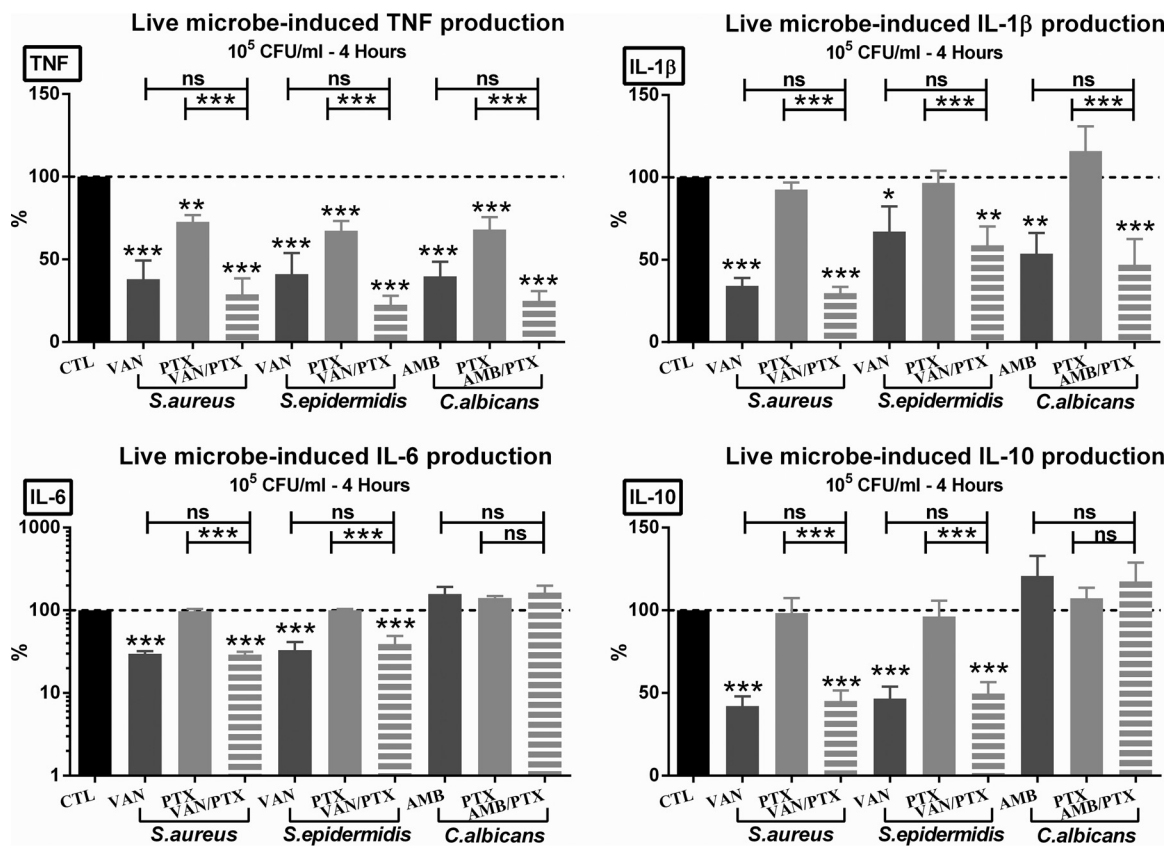 Live microbe-induced TNF production
10⁵ CFU/ml - 4 Hours
TNF
ns ns ns
*** *** ***
150
100
50
0
%
*** ** *** *** *** *** *** *** ***
CTL VAN PTX VAN/PTX VAN PTX VAN/PTX AMB PTX AMB/PTX
S.aureus S.epidermidis C.albicans
Live microbe-induced IL-1β production
10⁵ CFU/ml - 4 Hours
IL-1β
ns ns ns
*** *** ***
150
100
50
0
%
*** *** * ** ** ***
CTL VAN PTX VAN/PTX VAN PTX VAN/PTX AMB PTX AMB/PTX
S.aureus S.epidermidis C.albicans
Live microbe-induced IL-6 production
10⁵ CFU/ml - 4 Hours
IL-6
ns ns ns
*** *** ns
1000
100
10
1
%
*** *** *** ***
CTL VAN PTX VAN/PTX VAN PTX VAN/PTX AMB PTX AMB/PTX
S.aureus S.epidermidis C.albicans
Live microbe-induced IL-10 production
10⁵ CFU/ml - 4 Hours
IL-10
ns ns ns
*** *** ns
150
100
50
0
%
*** *** *** ***
CTL VAN PTX VAN/PTX VAN PTX VAN/PTX AMB PTX AMB/PTX
S.aureus S.epidermidis C.albicans